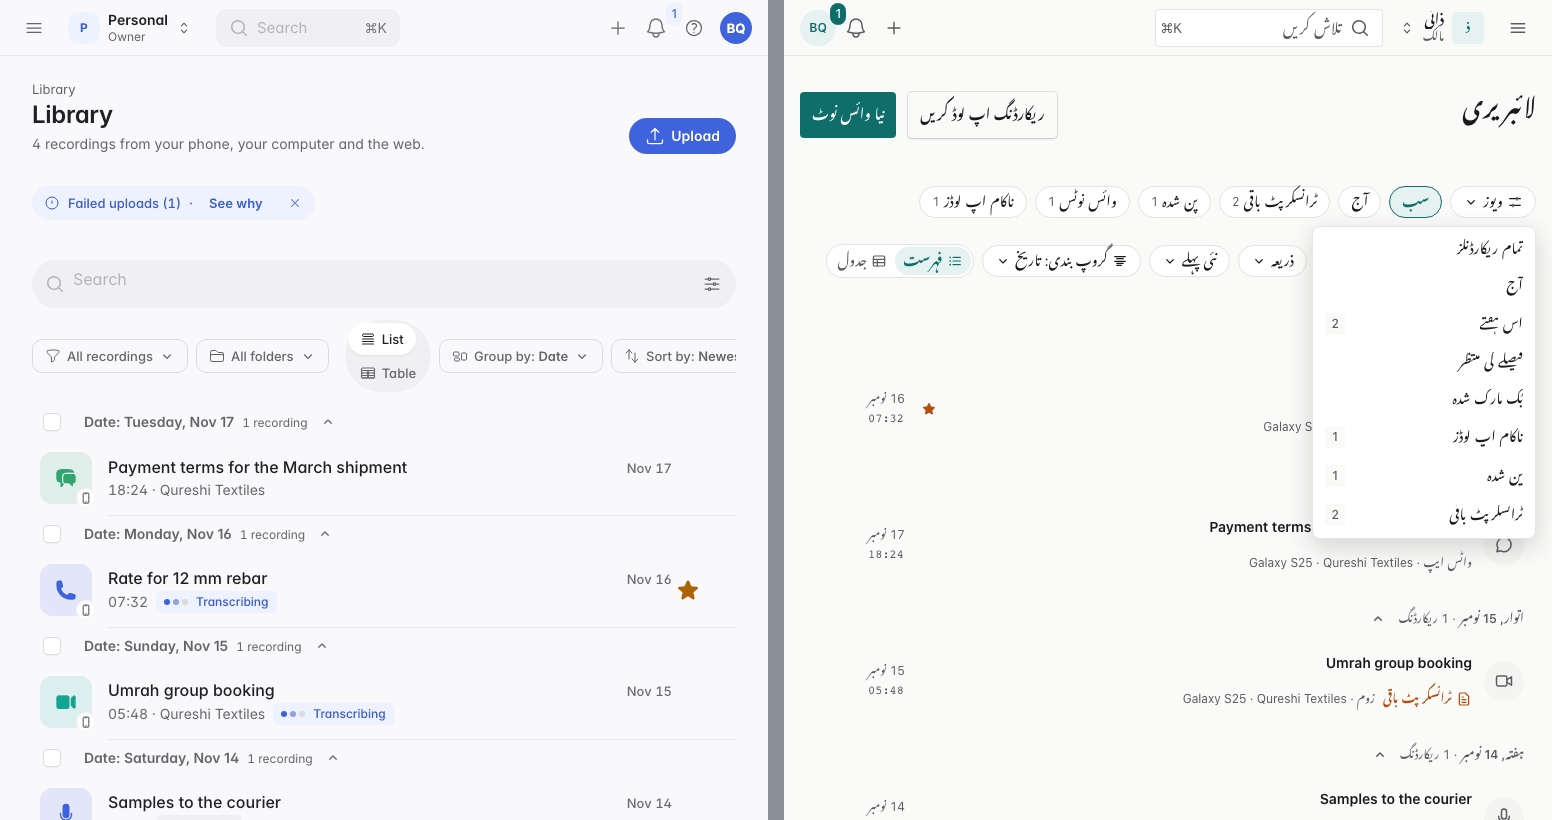 P
Personal
Owner
Search
⌘K
1
BQ
Library
Library
4 recordings from your phone, your computer and the web.
Upload
Failed uploads (1) · See why
Search
All recordings
All folders
List
Table
Group by: Date
Sort by: Newes
Date: Tuesday, Nov 17 1 recording
Payment terms for the March shipment
Nov 17
18:24 · Qureshi Textiles
Date: Monday, Nov 16 1 recording
Rate for 12 mm rebar
Nov 16
07:32 Transcribing
Date: Sunday, Nov 15 1 recording
Umrah group booking
Nov 15
05:48 · Qureshi Textiles Transcribing
Date: Saturday, Nov 14 1 recording
Samples to the courier
Nov 14
ذ
ذاتی
مالک
تلاش کریں
⌘K
1
BQ
لائبریری
ریکارڈنگ اپ لوڈ کریں
نیا وائس نوٹ
ویوز
سب
آج
ٹرانسکرپٹ باقی 2
پن شدہ 1
وائس نوٹس 1
ناکام اپ لوڈز 1
ذریعہ
نئی پہلے
گروپ بندی: تاریخ
فہرست
جدول
تمام ریکارڈنگز
آج
اس ہفتے 2
فیصلے کی منتظر
بک مارک شدہ
ناکام اپ لوڈز 1
پن شدہ 1
ٹرانسکرپٹ باقی 2
16 نومبر
07:32
Galaxy S
Payment terms
17 نومبر
18:24
واٹس ایپ · Galaxy S25 · Qureshi Textiles
اتوار, 15 نومبر · 1 ریکارڈنگ
Umrah group booking
15 نومبر
05:48
ٹرانسکرپٹ باقی زوم · Galaxy S25 · Qureshi Textiles
ہفتہ, 14 نومبر · 1 ریکارڈنگ
Samples to the courier
14 نومبر